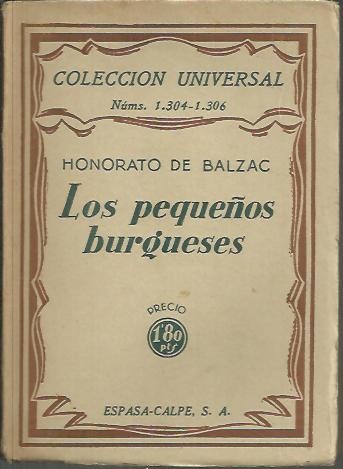 COLECCION UNIVERSAL
Núms. 1.304-1.306
HONORATO DE BALZAC
Los pequeños
burgueses
PRECIO
1'80
pts
ESPASA-CALPE, S. A.